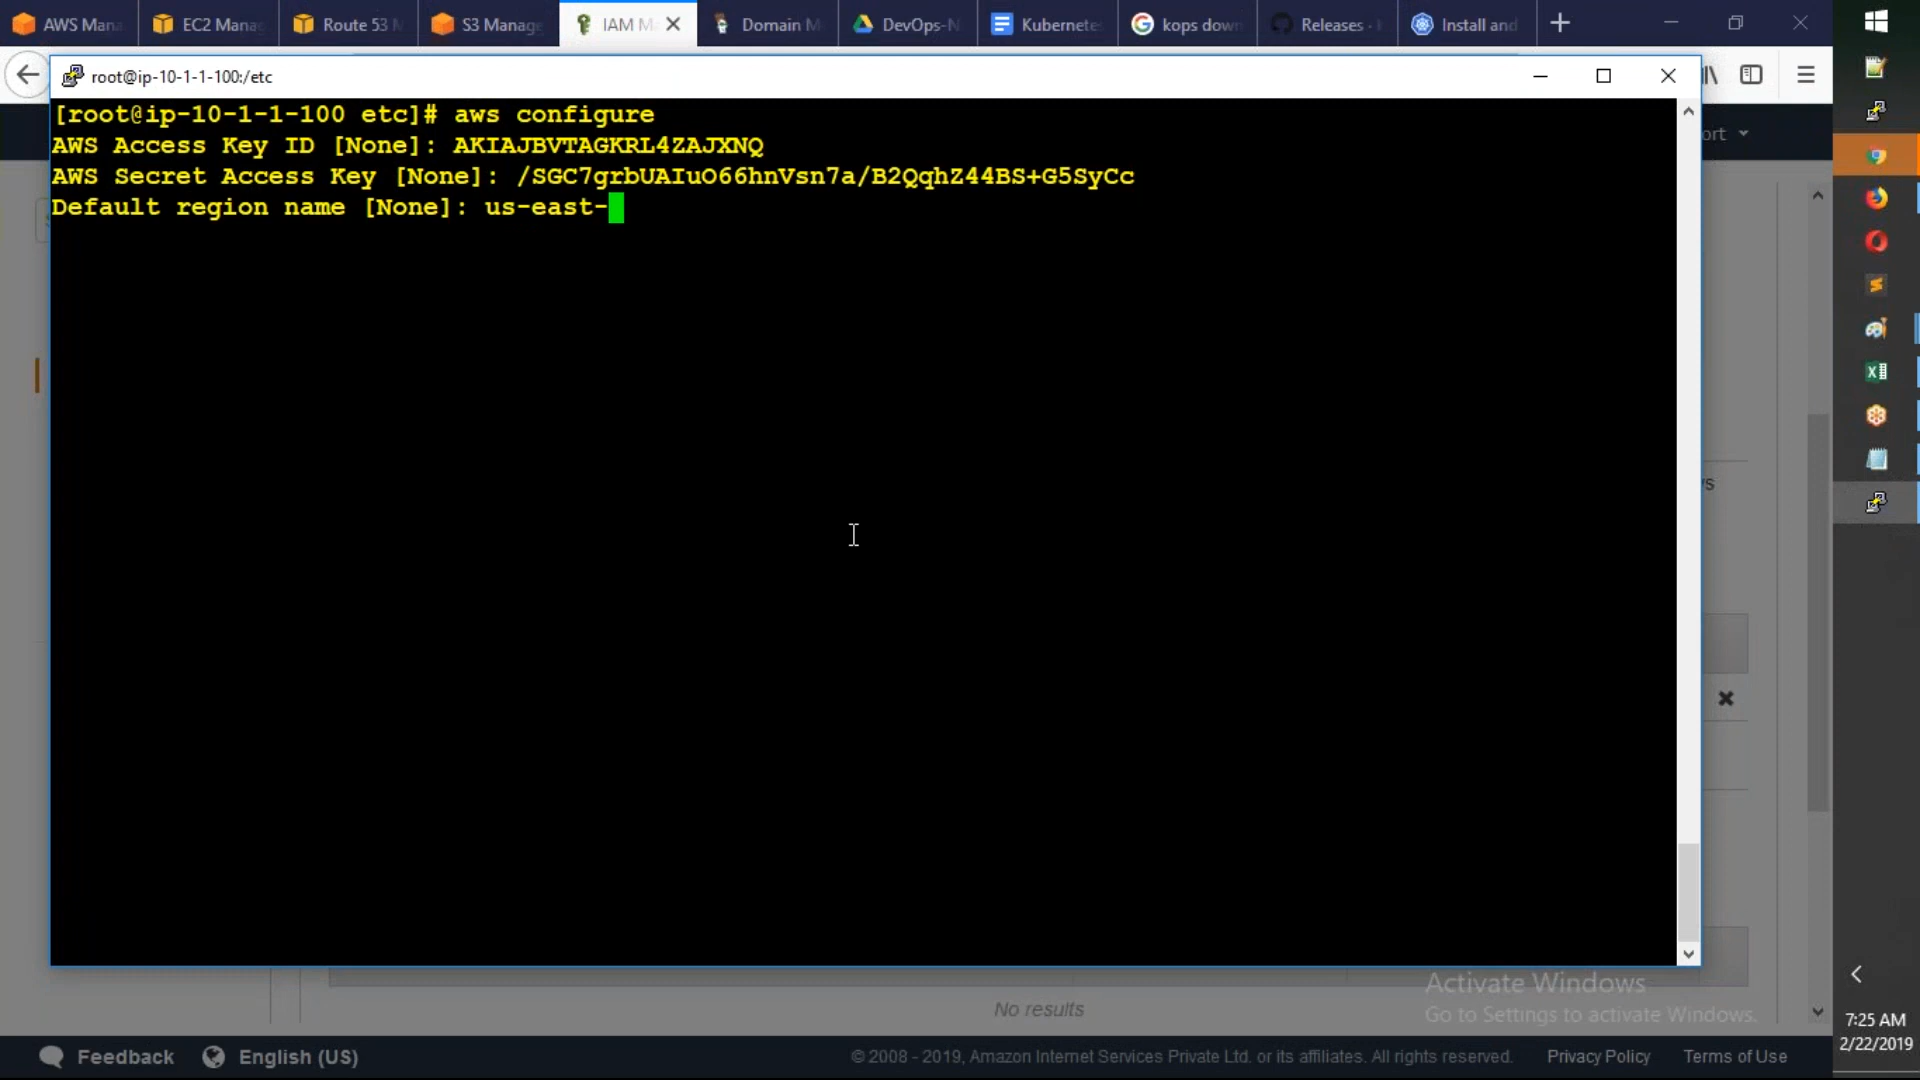 AWS Mana
EC2 Mana
Route 53 M
S3 Manage
IAM M
Domain M
DevOps-N
Kubernete
kops down
Releases
Install and
root@ip-10-1-1-100:/etc
[root@ip-10-1-1-100 etc]# aws configure
AWS Access Key ID [None]: AKIAJBVTAGKRL4ZAJXNQ
AWS Secret Access Key [None]: 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
Default region name [None]: us-east-
ort
No results
Activate Windows
Go to Settings to activate Windows.
Feedback
English (US)
© 2008 - 2019, Amazon Internet Services Private Ltd. or its affiliates. All rights reserved.
Privacy Policy
Terms of Use
7:25 AM
2/22/2019